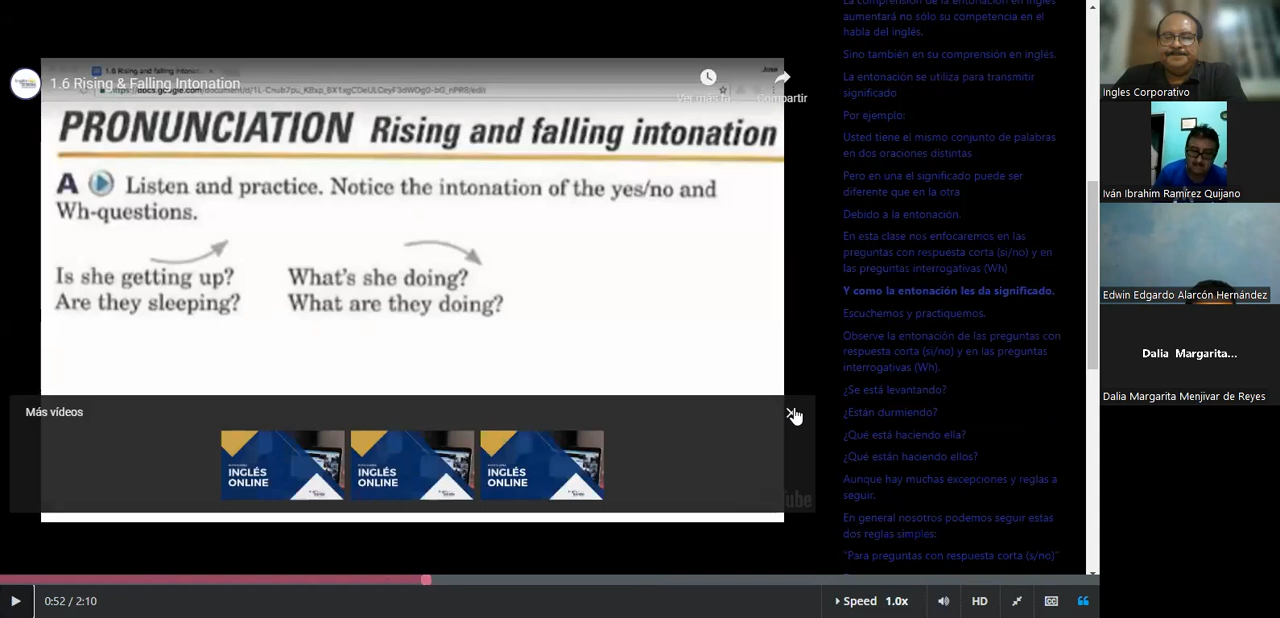 1.6 Rising & Falling Intonation
Ver más ta...
Compartir
PRONUNCIATION Rising and falling intonation
A Listen and practice. Notice the intonation of the yes/no and
Wh-questions.
Is she getting up? What's she doing?
Are they sleeping? What are they doing?
Más vídeos
INGLÉS
ONLINE
INGLÉS
ONLINE
INGLÉS
ONLINE
0:52 / 2:10
Speed 1.0x
HD
CC
La comprensión de la entonación en inglés
aumentará no sólo su competencia en el
habla del inglés.
Sino también en su comprensión en inglés.
La entonación se utiliza para transmitir
significado
Por ejemplo:
Usted tiene el mismo conjunto de palabras
en dos oraciones distintas
Pero en una el significado puede ser
diferente que en la otra
Debido a la entonación.
En esta clase nos enfocaremos en las
preguntas con respuesta corta (si/no) y en
las preguntas interrogativas (Wh)
Y como la entonación les da significado.
Escuchemos y practiquemos.
Observe la entonación de las preguntas con
respuesta corta (si/no) y en las preguntas
interrogativas (Wh).
¿Se está levantando?
¿Están durmiendo?
¿Qué está haciendo ella?
¿Qué están haciendo ellos?
Aunque hay muchas excepciones y reglas a
seguir.
En general nosotros podemos seguir estas
dos reglas simples:
"Para preguntas con respuesta corta (s/no)"
Ingles Corporativo
Iván Ibrahim Ramírez Quijano
Edwin Edgardo Alarcón Hernández
Dalia Margarita...
Dalia Margarita Menjivar de Reyes